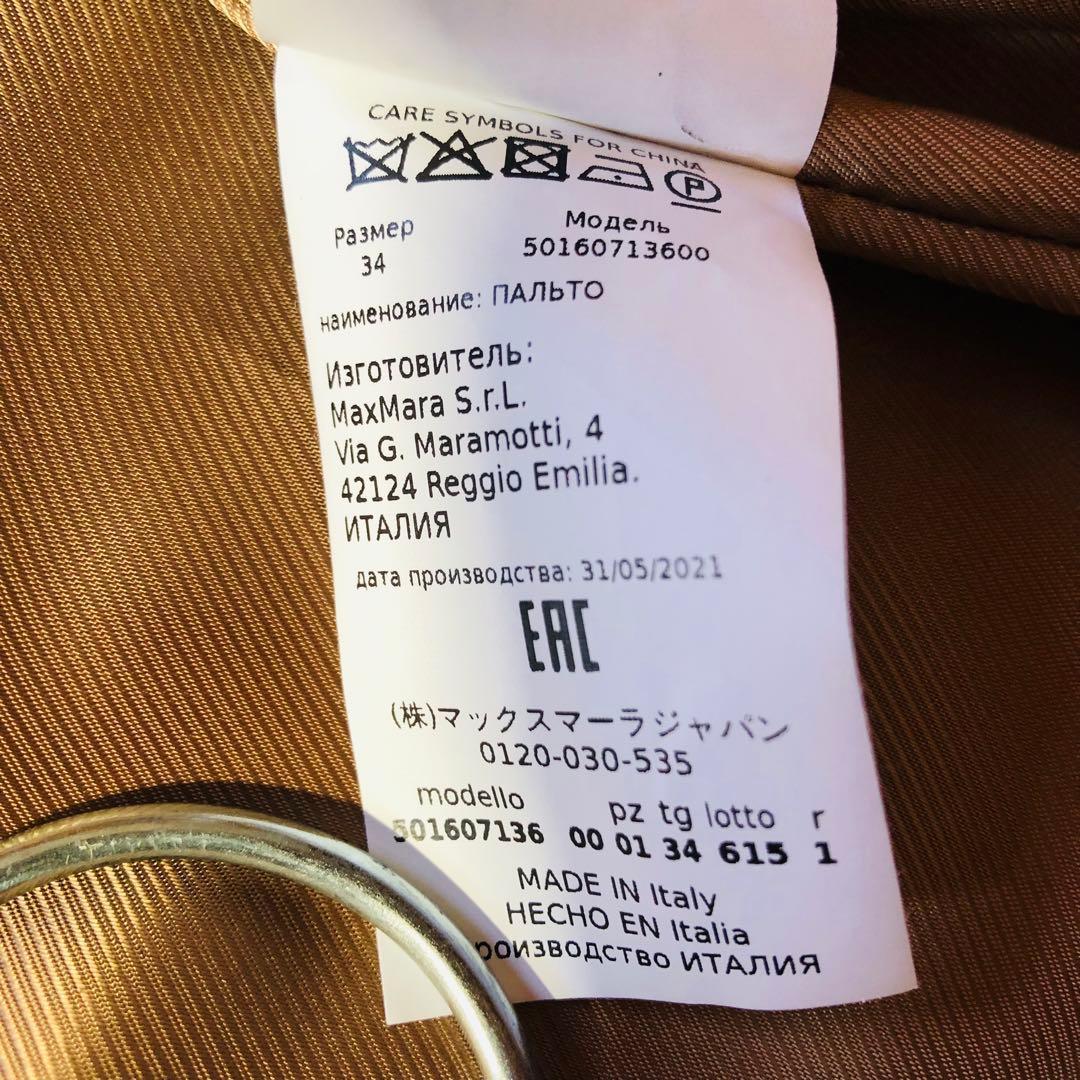 CARE SYMBOLS FOR CHINA
P
Размер
34
Модель
50160713600
наименование: ПАЛЬТО
Изготовитель:
MaxMara S.r.L.
Via G. Maramotti, 4
42124 Reggio Emilia.
ИТАЛИЯ
дата производства: 31/05/2021
EAC
(株)マックスマーラジャパン
0120-030-535
modello pz tg lotto r
501607136 00 01 34 615 1
MADE IN Italy
HECHO EN Italia
роизводство ИТАЛИЯ